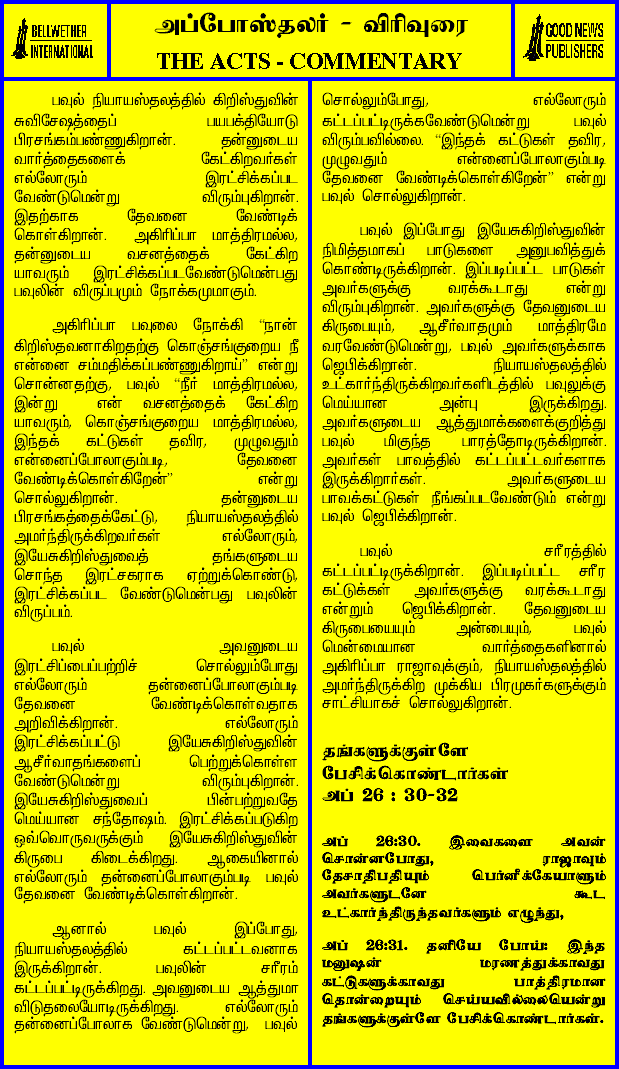 BELLWETHER
INTERNATIONAL
அப்போஸ்தலர் - விரிவுரை
THE ACTS - COMMENTARY
GOOD NEWS
PUBLISHERS
பவுல் நியாயஸ்தலத்தில் கிறிஸ்துவின்
சுவிசேஷத்தைப் பயபக்தியோடு
பிரசங்கம்பண்ணுகிறான். தன்னுடைய
வார்த்தைகளைக் கேட்கிறவர்கள்
எல்லோரும் இரட்சிக்கப்பட
வேண்டுமென்று விரும்புகிறான்.
இதற்காக தேவனை வேண்டிக்
கொள்கிறான். அகிரிப்பா மாத்திரமல்ல,
தன்னுடைய வசனத்தைக் கேட்கிற
யாவரும் இரட்சிக்கப்படவேண்டுமென்பது
பவுலின் விருப்பமும் நோக்கமுமாகும்.
அகிரிப்பா பவுலை நோக்கி “நான்
கிறிஸ்தவனாகிறதற்கு கொஞ்சங்குறைய நீ
என்னை சம்மதிக்கப்பண்ணுகிறாய்” என்று
சொன்னதற்கு, பவுல் “நீர் மாத்திரமல்ல,
இன்று என் வசனத்தைக் கேட்கிற
யாவரும், கொஞ்சங்குறைய மாத்திரமல்ல,
இந்தக் கட்டுகள் தவிர, முழுவதும்
என்னைப்போலாகும்படி, தேவனை
வேண்டிக்கொள்கிறேன்” என்று
சொல்லுகிறான். தன்னுடைய
பிரசங்கத்தைக்கேட்டு, நியாயஸ்தலத்தில்
அமர்ந்திருக்கிறவர்கள் எல்லோரும்,
இயேசுகிறிஸ்துவைத் தங்களுடைய
சொந்த இரட்சகராக ஏற்றுக்கொண்டு,
இரட்சிக்கப்பட வேண்டுமென்பது பவுலின்
விருப்பம்.
பவுல் அவனுடைய
இரட்சிப்பைப்பற்றிச் சொல்லும்போது
எல்லோரும் தன்னைப்போலாகும்படி
தேவனை வேண்டிக்கொள்வதாக
அறிவிக்கிறான். எல்லோரும்
இரட்சிக்கப்பட்டு இயேசுகிறிஸ்துவின்
ஆசீர்வாதங்களைப் பெற்றுக்கொள்ள
வேண்டுமென்று விரும்புகிறான்.
இயேசுகிறிஸ்துவைப் பின்பற்றுவதே
மெய்யான சந்தோஷம். இரட்சிக்கப்படுகிற
ஒவ்வொருவருக்கும் இயேசுகிறிஸ்துவின்
கிருபை கிடைக்கிறது. ஆகையினால்
எல்லோரும் தன்னைப்போலாகும்படி பவுல்
தேவனை வேண்டிக்கொள்கிறான்.
ஆனால் பவுல் இப்போது,
நியாயஸ்தலத்தில் கட்டப்பட்டவனாக
இருக்கிறான். பவுலின் சரீரம்
கட்டப்பட்டிருக்கிறது. அவனுடைய ஆத்துமா
விடுதலையோடிருக்கிறது. எல்லோரும்
தன்னைப்போலாக வேண்டுமென்று, பவுல்
சொல்லும்போது, எல்லோரும்
கட்டப்பட்டிருக்கவேண்டுமென்று பவுல்
விரும்பவில்லை. “இந்தக் கட்டுகள் தவிர,
முழுவதும் என்னைப்போலாகும்படி
தேவனை வேண்டிக்கொள்கிறேன்” என்று
பவுல் சொல்லுகிறான்.
பவுல் இப்போது இயேசுகிறிஸ்துவின்
நிமித்தமாகப் பாடுகளை அனுபவித்துக்
கொண்டிருக்கிறான். இப்படிப்பட்ட பாடுகள்
அவர்களுக்கு வரக்கூடாது என்று
விரும்புகிறான். அவர்களுக்கு தேவனுடைய
கிருபையும், ஆசீர்வாதமும் மாத்திரமே
வரவேண்டுமென்று, பவுல் அவர்களுக்காக
ஜெபிக்கிறான். நியாயஸ்தலத்தில்
உட்கார்ந்திருக்கிறவர்களிடத்தில் பவுலுக்கு
மெய்யான அன்பு இருக்கிறது.
அவர்களுடைய ஆத்துமாக்களைக்குறித்து
பவுல் மிகுந்த பாரத்தோடிருக்கிறான்.
அவர்கள் பாவத்தில் கட்டப்பட்டவர்களாக
இருக்கிறார்கள். அவர்களுடைய
பாவக்கட்டுகள் நீங்கப்படவேண்டும் என்று
பவுல் ஜெபிக்கிறான்.
பவுல் சரீரத்தில்
கட்டப்பட்டிருக்கிறான். இப்படிப்பட்ட சரீர
கட்டுக்கள் அவர்களுக்கு வரக்கூடாது
என்றும் ஜெபிக்கிறான். தேவனுடைய
கிருபையையும் அன்பையும், பவுல்
மென்மையான வார்த்தைகளினால்
அகிரிப்பா ராஜாவுக்கும், நியாயஸ்தலத்தில்
அமர்ந்திருக்கிற முக்கிய பிரமுகர்களுக்கும்
சாட்சியாகச் சொல்லுகிறான்.
தங்களுக்குள்ளே
பேசிக்கொண்டார்கள்
அப் 26 : 30-32
அப் 26:30. இவைகளை அவன்
சொன்னபோது, ராஜாவும்
தேசாதிபதியும் பெர்னீக்கேயாளும்
அவர்களுடனே கூட
உட்கார்ந்திருந்தவர்களும் எழுந்து,
அப் 26:31. தனியே போய்: இந்த
மனுஷன் மரணத்துக்காவது
கட்டுகளுக்காவது பாத்திரமான
தொன்றையும் செய்யவில்லையென்று
தங்களுக்குள்ளே பேசிக்கொண்டார்கள்.